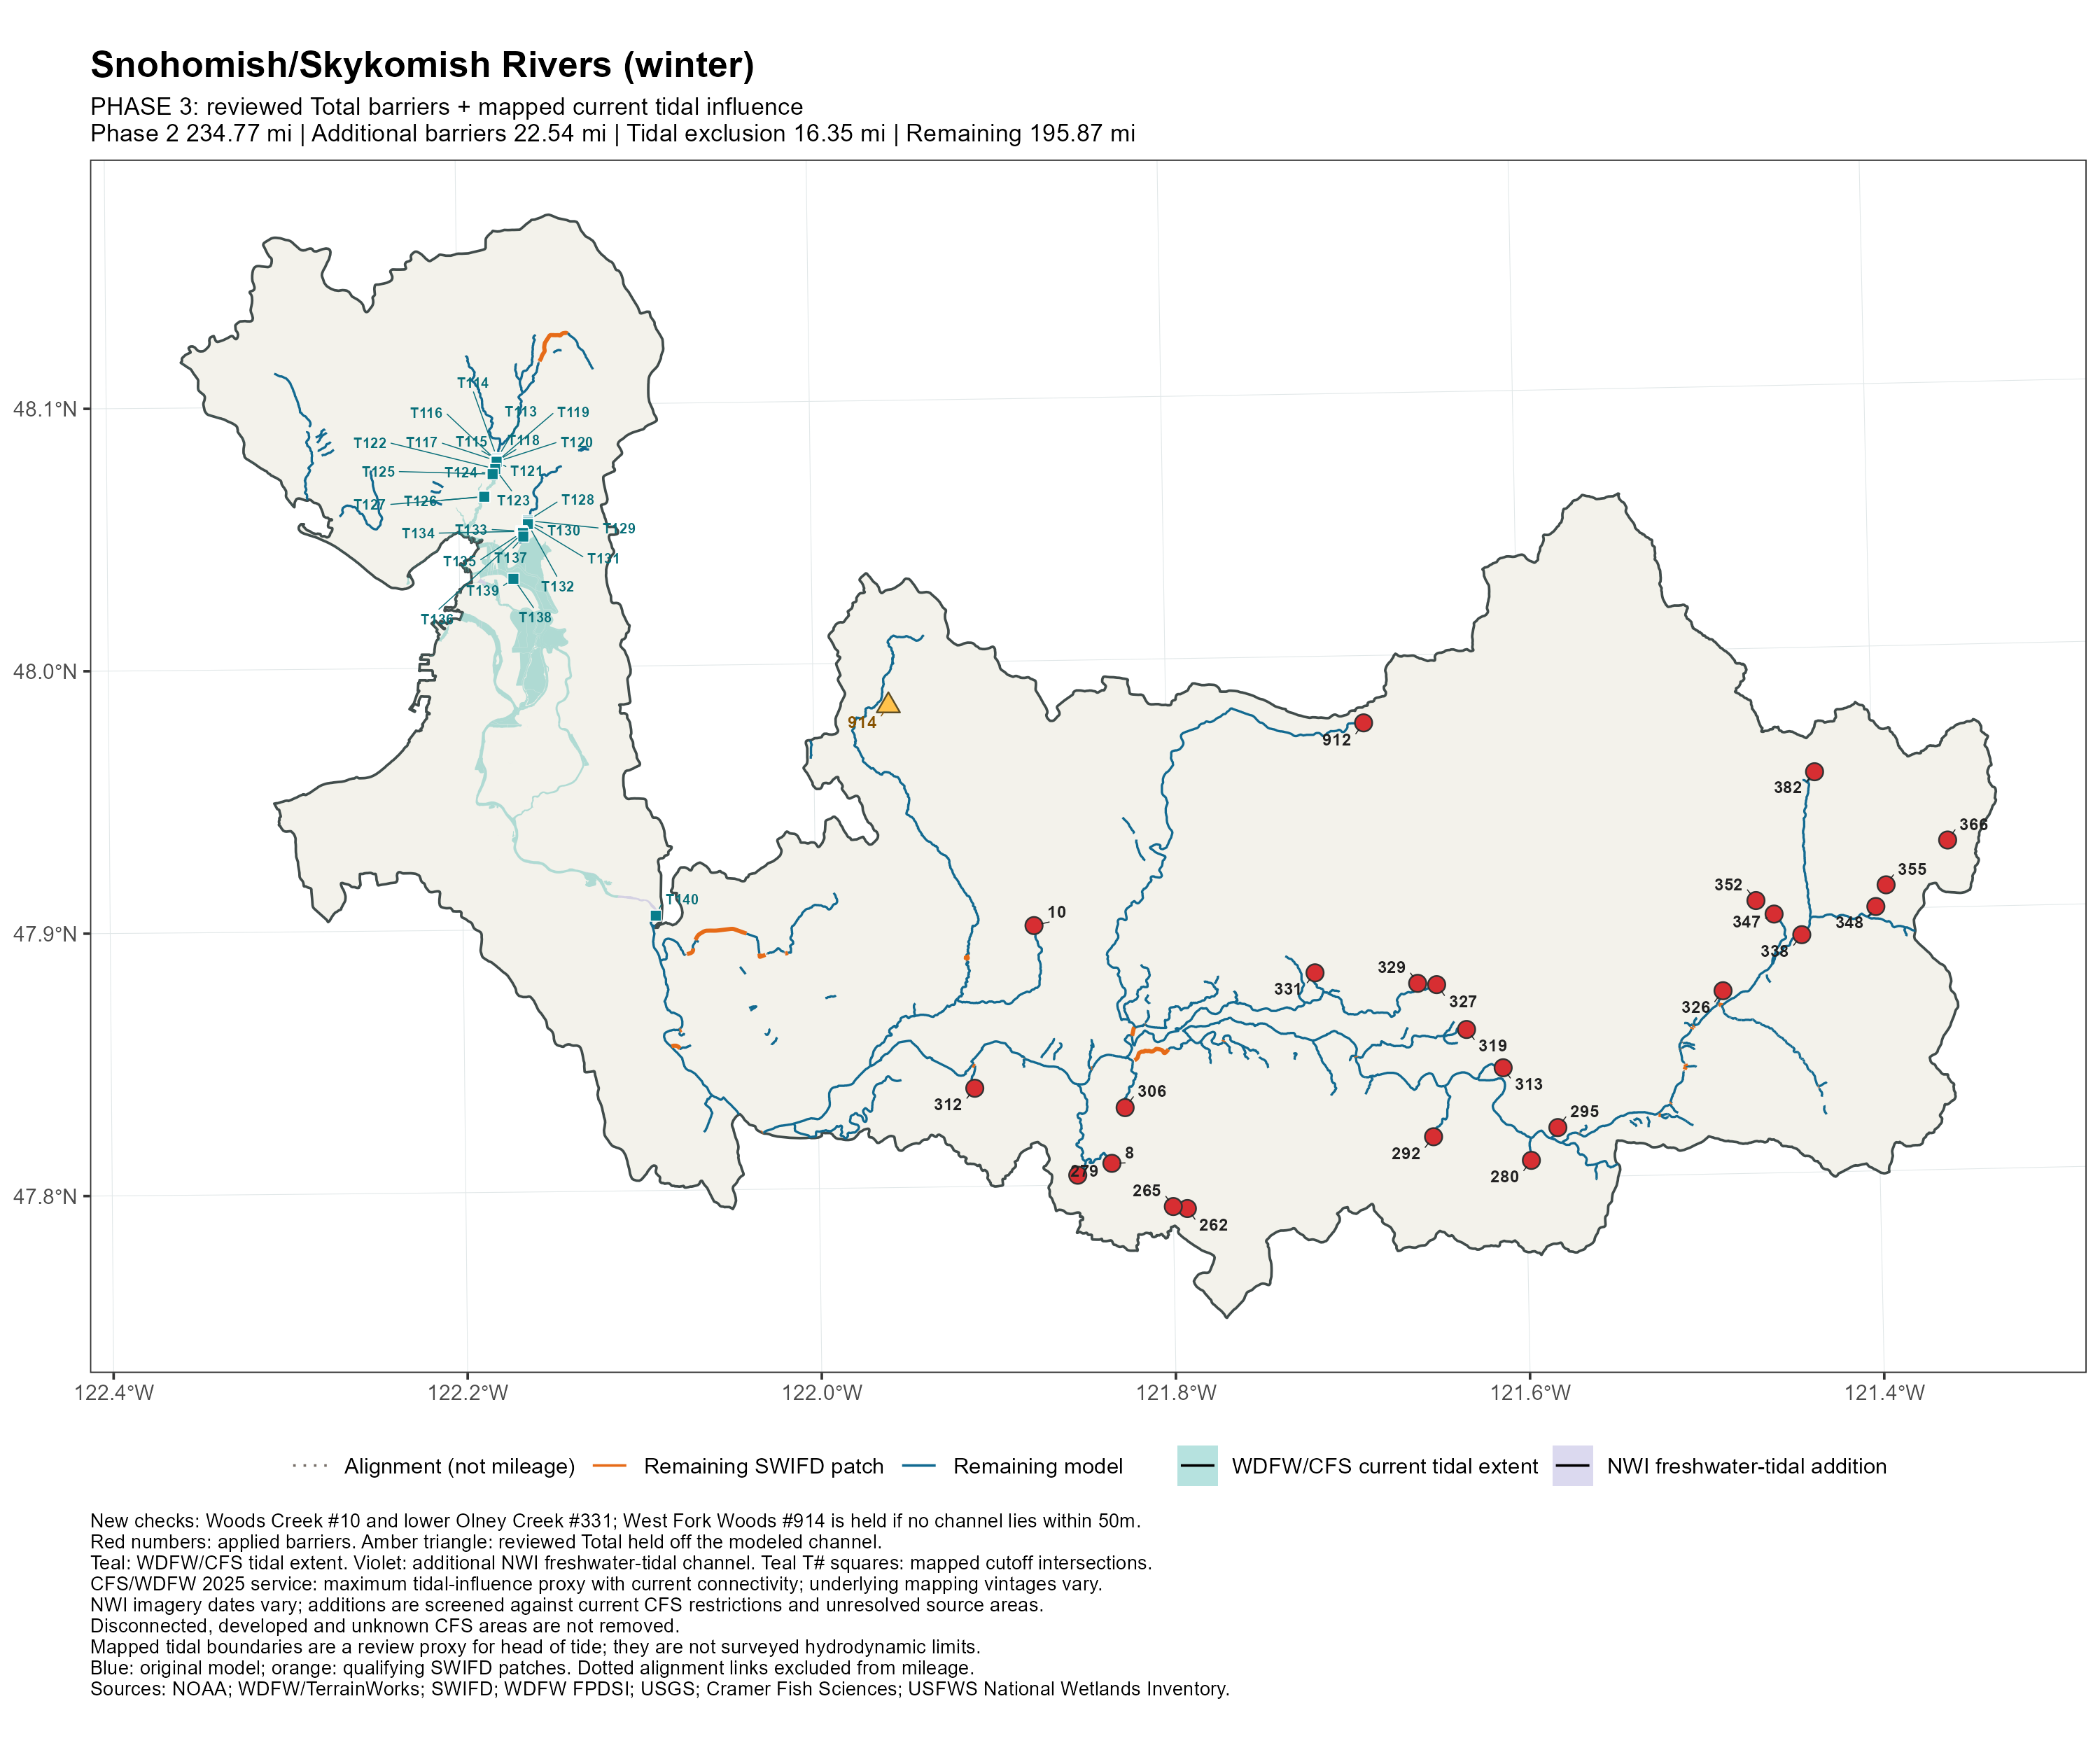 Snohomish/Skykomish Rivers (winter)
PHASE 3: reviewed Total barriers + mapped current tidal influence
Phase 2 234.77 mi | Additional barriers 22.54 mi | Tidal exclusion 16.35 mi | Remaining 195.87 mi
48.1°N
48.0°N
47.9°N
47.8°N
T114
T116
T113
T119
T122
T117
T115
T118
T120
T125
T124
T121
T127
T126
T123
T128
T134
T133
T130
T129
T135
T137
T131
T139
T132
T136
T138
T140
914
912
382
366
355
352
347
348
338
10
331
329
327
326
319
313
312
306
295
292
280
8
279
265
262
122.4°W
122.2°W
122.0°W
121.8°W
121.6°W
121.4°W
Alignment (not mileage)
Remaining SWIFD patch
Remaining model
WDFW/CFS current tidal extent
NWI freshwater-tidal addition
New checks: Woods Creek #10 and lower Olney Creek #331; West Fork Woods #914 is held if no channel lies within 50m.
Red numbers: applied barriers. Amber triangle: reviewed Total held off the modeled channel.
Teal: WDFW/CFS tidal extent. Violet: additional NWI freshwater-tidal channel. Teal T# squares: mapped cutoff intersections.
CFS/WDFW 2025 service: maximum tidal-influence proxy with current connectivity; underlying mapping vintages vary.
NWI imagery dates vary; additions are screened against current CFS restrictions and unresolved source areas.
Disconnected, developed and unknown CFS areas are not removed.
Mapped tidal boundaries are a review proxy for head of tide; they are not surveyed hydrodynamic limits.
Blue: original model; orange: qualifying SWIFD patches. Dotted alignment links excluded from mileage.
Sources: NOAA; WDFW/TerrainWorks; SWIFD; WDFW FPDSI; USGS; Cramer Fish Sciences; USFWS National Wetlands Inventory.